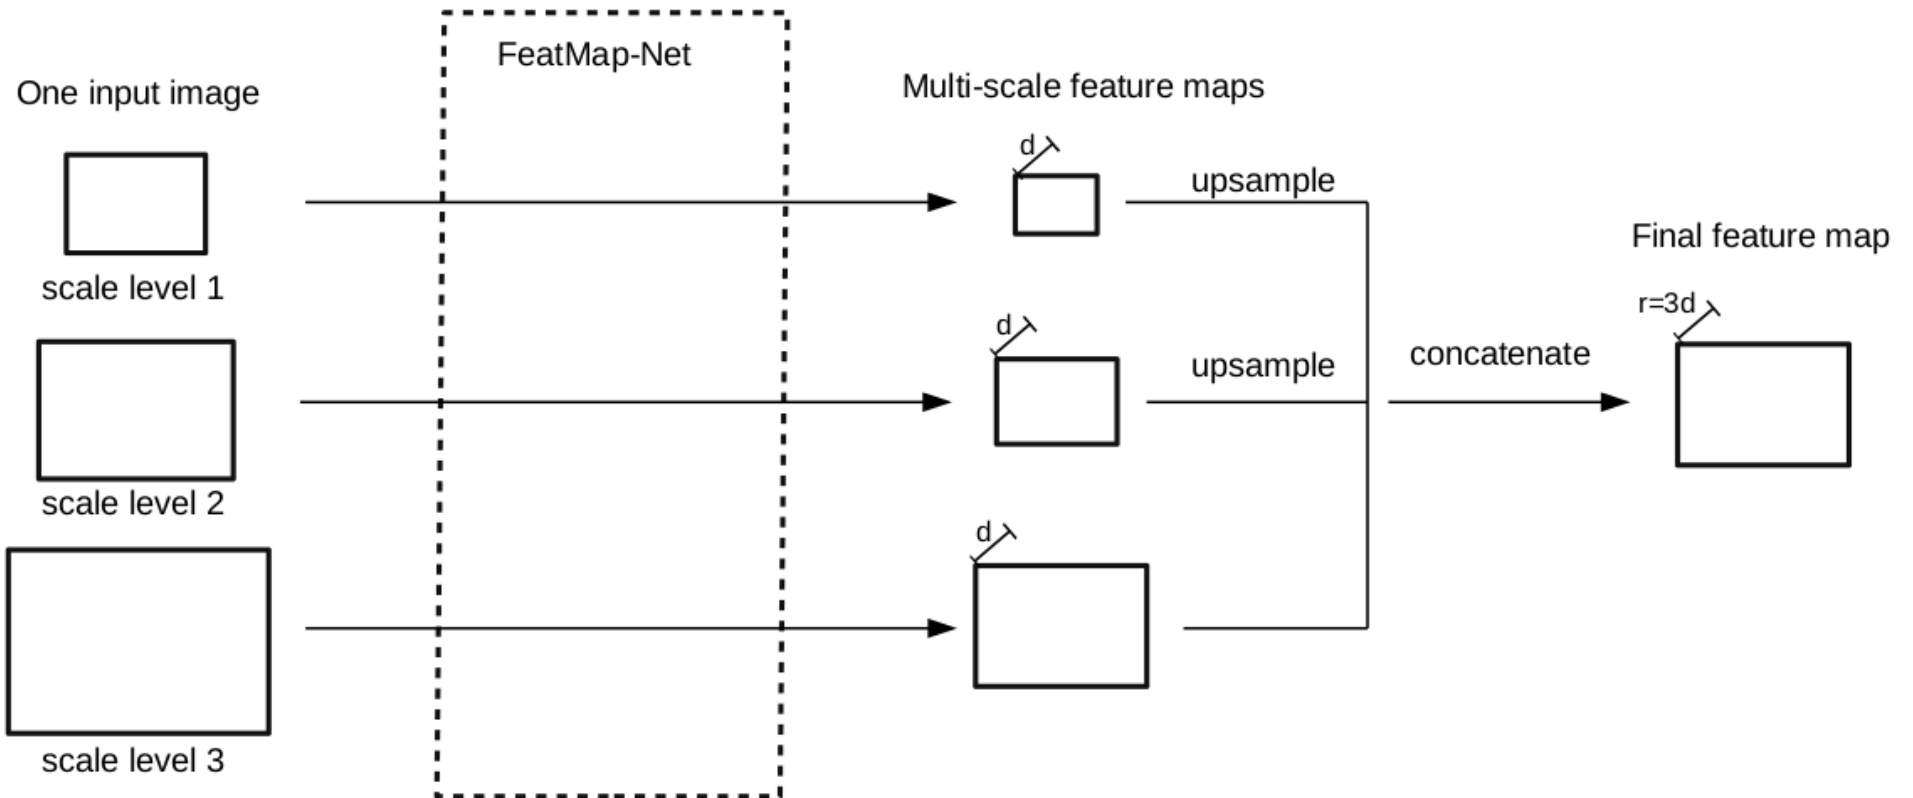 One input image
scale level 1
scale level 2
scale level 3
FeatMap-Net
Multi-scale feature maps
d
d
d
upsample
upsample
concatenate
Final feature map
r=3d